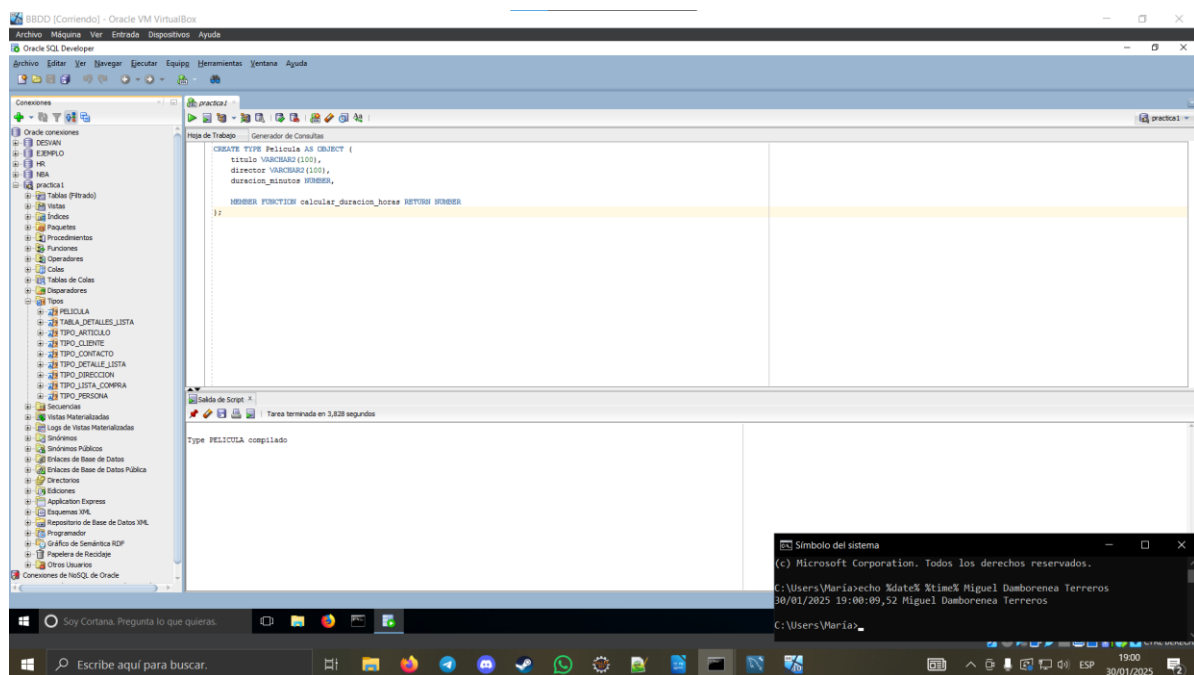 BBDD [Corriendo] - Oracle VM VirtualBox
Archivo Máquina Ver Entrada Dispositivos Ayuda
Oracle SQL Developer
Archivo Editar Ver Navegar Ejecutar Equipo Herramientas Ventana Ayuda
Conexiones
practica1
practica1
Hoja de Trabajo Generador de Consultas
Oracle conexiones
DESVAN
EJEMPLO
HR
NBA
practica1
Tablas (Filtrado)
Vistas
Índices
Paquetes
Procedimientos
Funciones
Operadores
Colas
Tablas de Colas
Disparadores
Tipos
PELICULA
TABLA_DETALLES_LISTA
TIPO_ARTICULO
TIPO_CLIENTE
TIPO_CONTACTO
TIPO_DETALLE_LISTA
TIPO_DIRECCION
TIPO_LISTA_COMPRA
TIPO_PERSONA
Secuencias
Vistas Materializadas
Logs de Vistas Materializadas
Sinónimos
Sinónimos Públicos
Enlaces de Base de Datos
Enlaces de Base de Datos Pública
Directorios
Ediciones
Application Express
Esquemas XML
Repositorio de Base de Datos XML
Programador
Gráfico de Semántica RDF
Papelera de Reciclaje
Otros Usuarios
Conexiones de NoSQL de Oracle
CREATE TYPE Pelicula AS OBJECT (
titulo VARCHAR2(100),
director VARCHAR2(100),
duracion_minutos NUMBER,
MEMBER FUNCTION calcular_duracion_horas RETURN NUMBER
);
Salida de Script
Tarea terminada en 3,828 segundos
Type PELICULA compilado
Símbolo del sistema
(c) Microsoft Corporation. Todos los derechos reservados.
C:\Users\María>echo %date% %time% Miguel Damborenea Terreros
30/01/2025 19:00:09,52 Miguel Damborenea Terreros
C:\Users\María>
Soy Cortana. Pregunta lo que quieras.
Escribe aquí para buscar.
ESP
19:00
30/01/2025